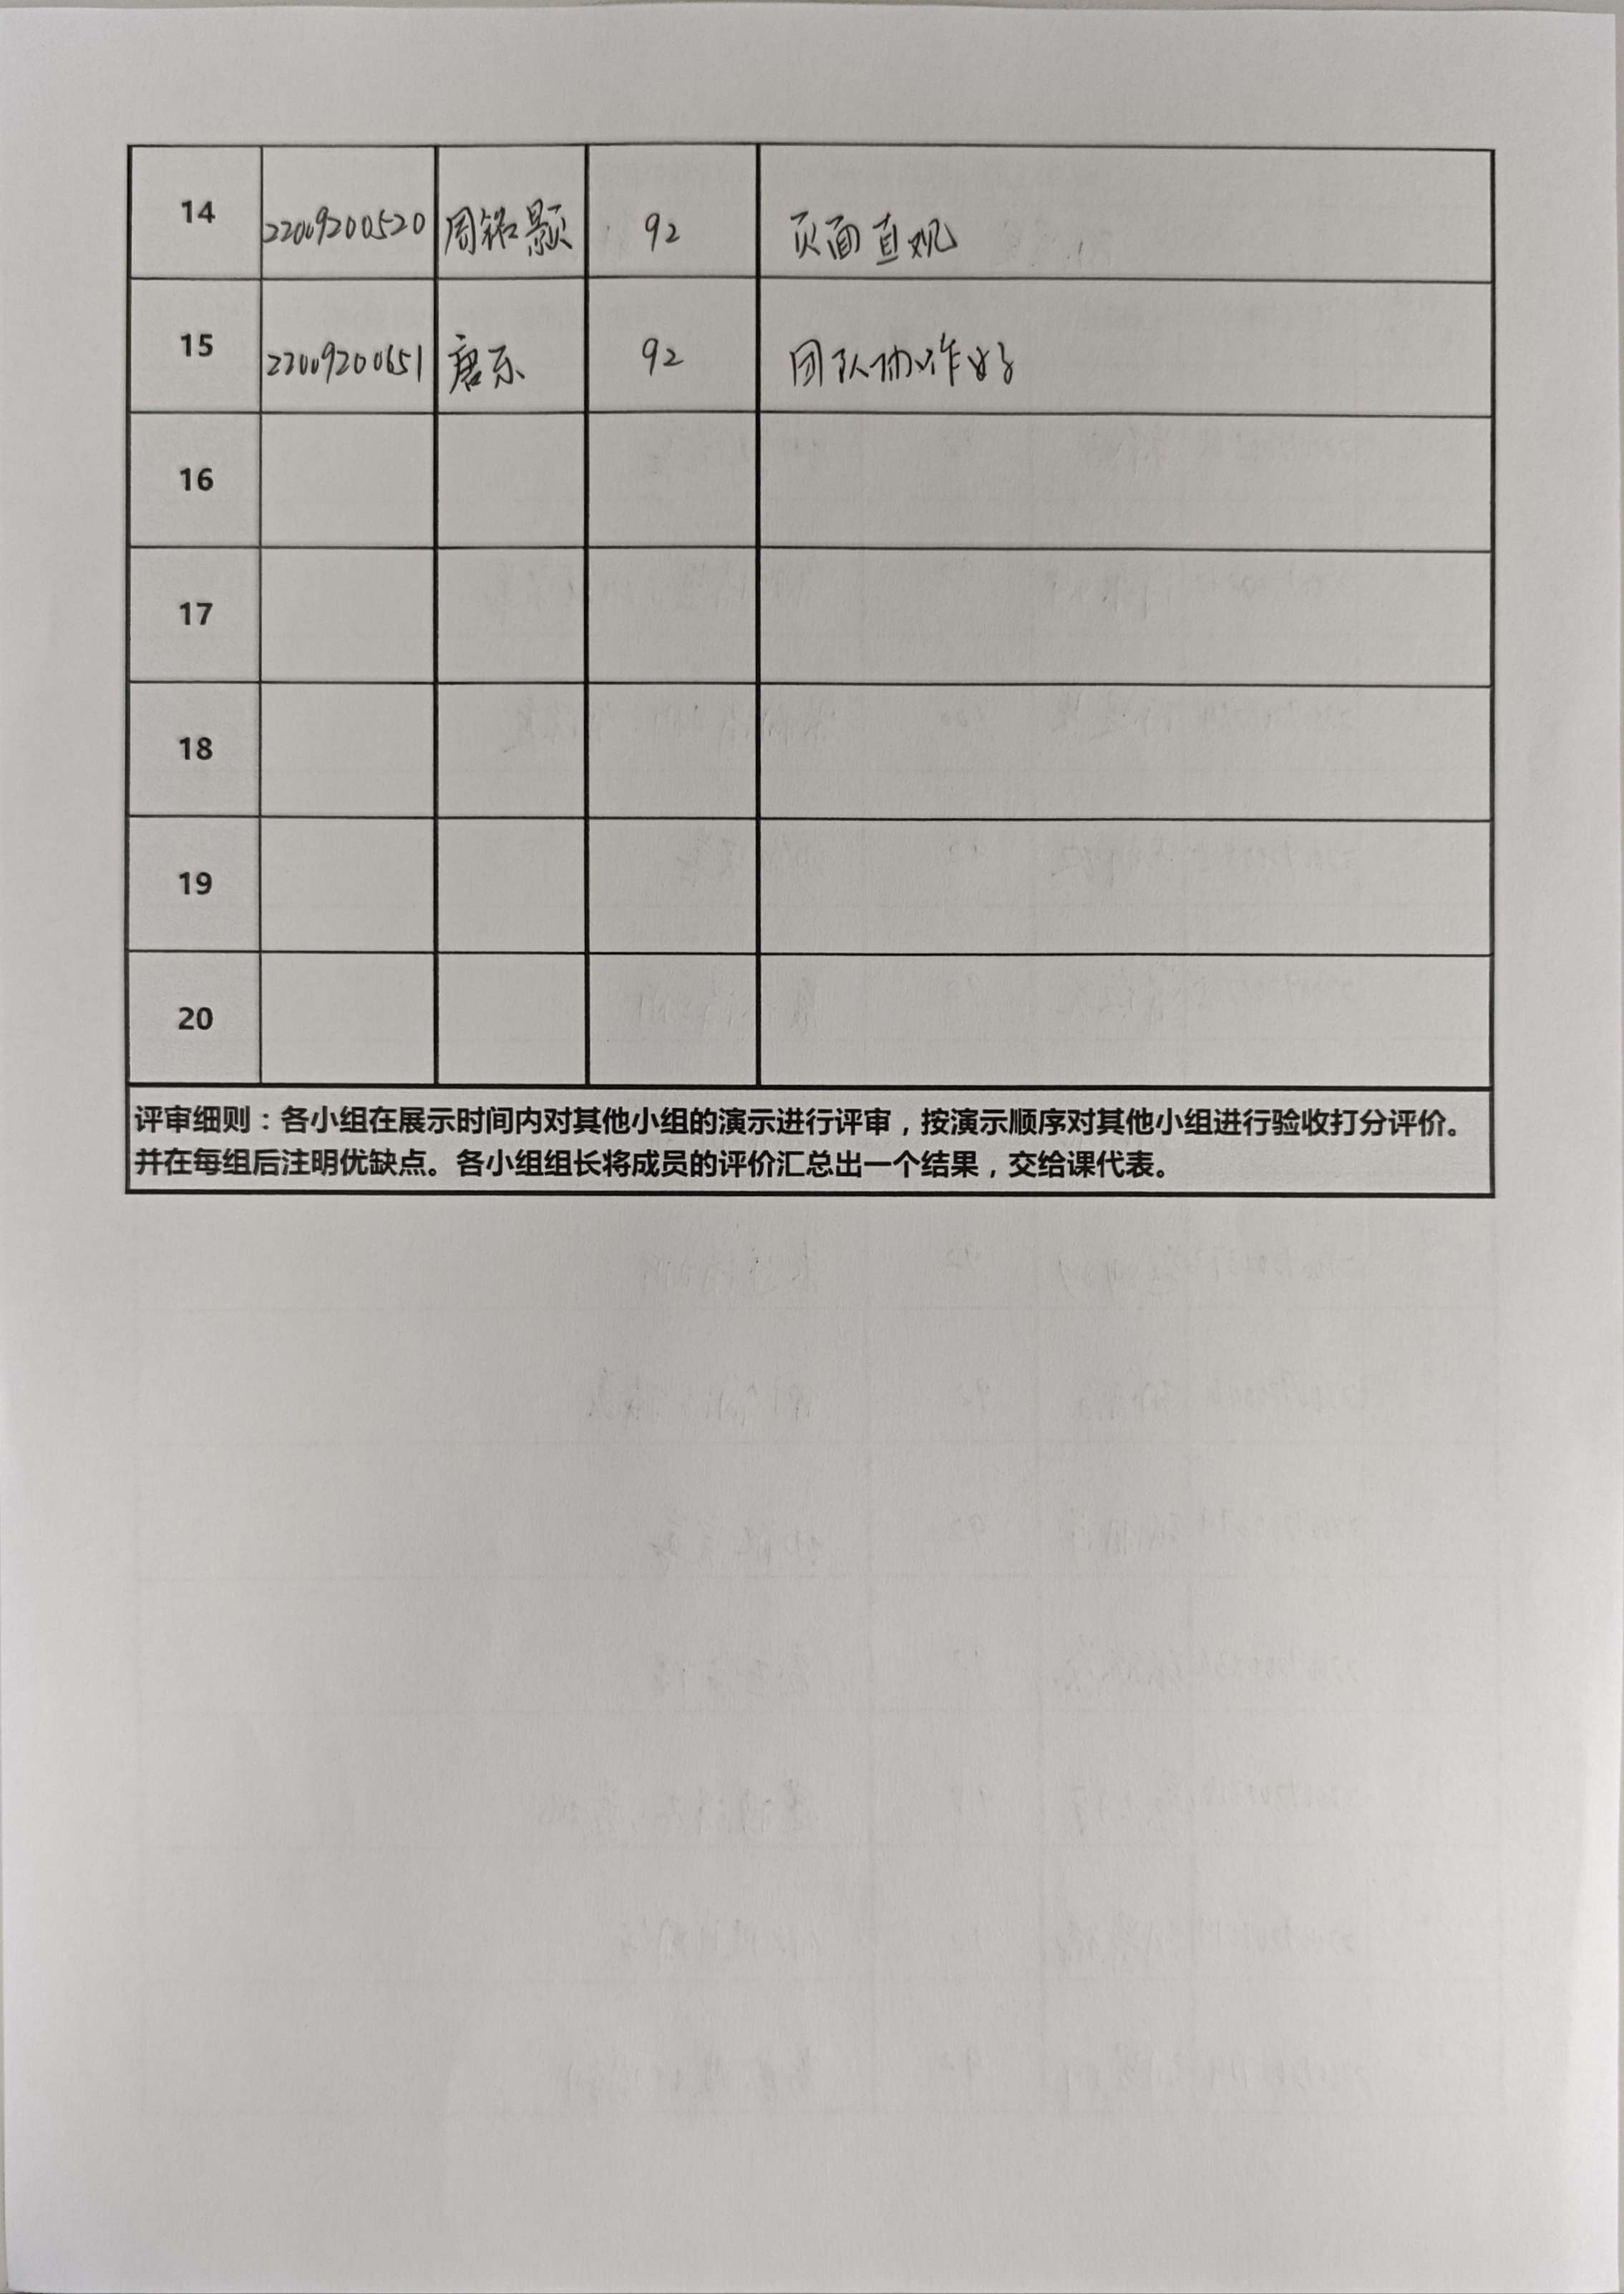 14 22009200520 周铭颢 92 页面直观
15 22009200651 唐乐 92 团队协作好
16
17
18
19
20
评审细则：各小组在展示时间内对其他小组的演示进行评审，按演示顺序对其他小组进行验收打分评价。
并在每组后注明优缺点。各小组组长将成员的评价汇总出一个结果，交给课代表。